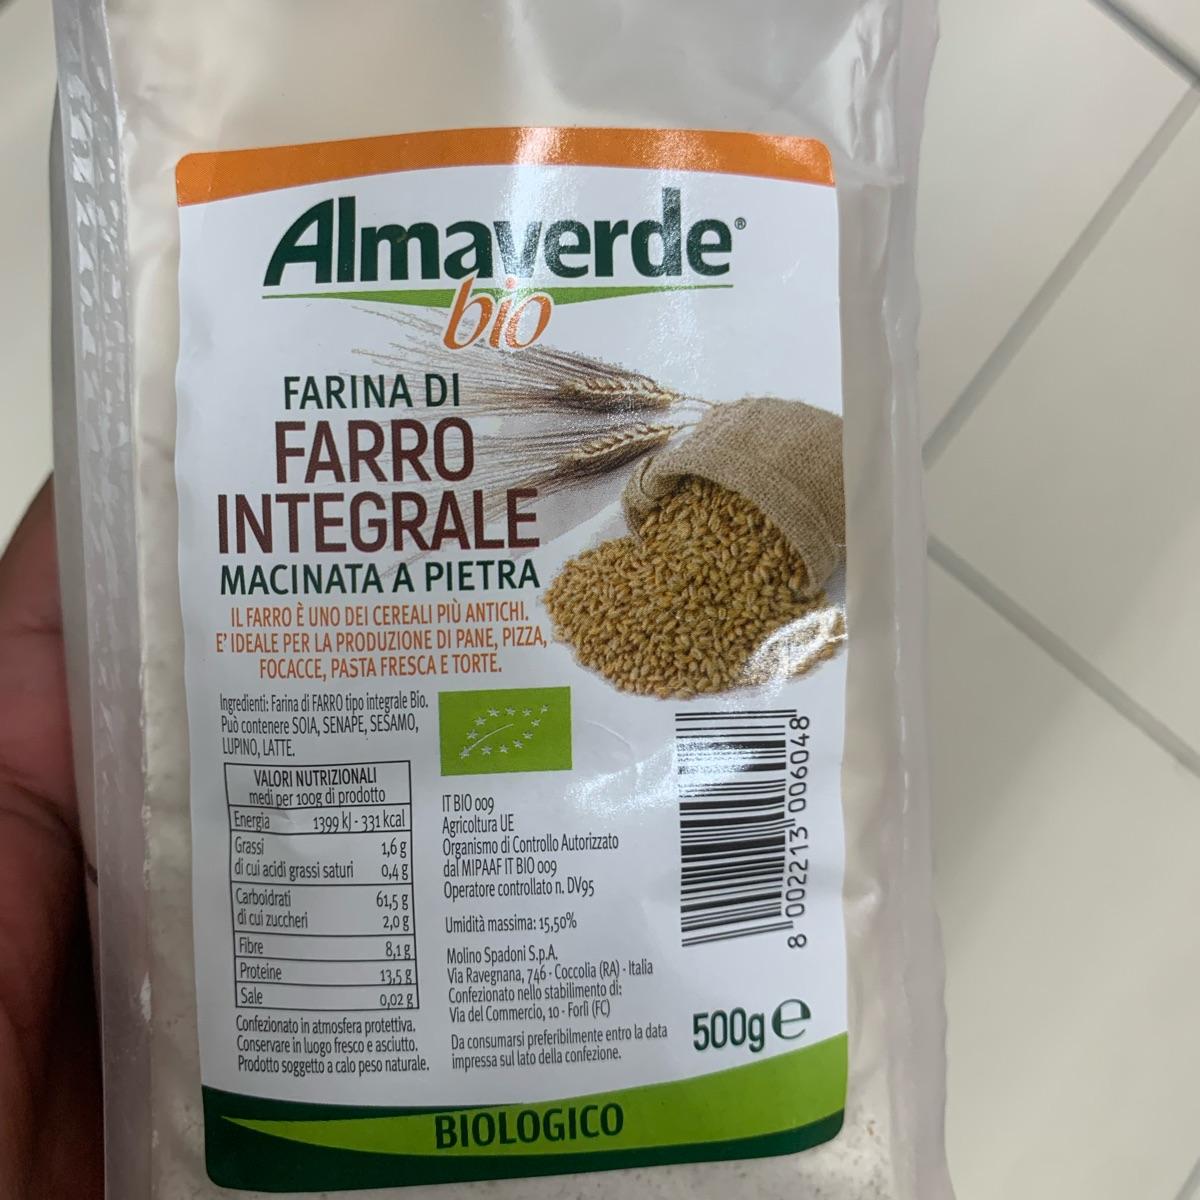 Almaverde®
bio
FARINA DI
FARRO
INTEGRALE
MACINATA A PIETRA
IL FARRO È UNO DEI CEREALI PIÙ ANTICHI.
E' IDEALE PER LA PRODUZIONE DI PANE, PIZZA,
FOCACCE, PASTA FRESCA E TORTE.
Ingredienti: Farina di FARRO tipo integrale Bio.
Può contenere SOIA, SENAPE, SESAMO,
LUPINO, LATTE.
VALORI NUTRIZIONALI
medi per 100g di prodotto
Energia 1399 kJ - 331 kcal
Grassi 1,6 g
di cui acidi grassi saturi 0,4 g
Carboidrati 61,5 g
di cui zuccheri 2,0 g
Fibre 8,1 g
Proteine 13,5 g
Sale 0,02 g
Confezionato in atmosfera protettiva.
Conservare in luogo fresco e asciutto.
Prodotto soggetto a calo peso naturale.
IT BIO 009
Agricoltura UE
Organismo di Controllo Autorizzato
dal MIPAAF IT BIO 009
Operatore controllato n. DV95
Umidità massima: 15,50%
Molino Spadoni S.p.A.
Via Ravegnana, 746 - Coccolia (RA) - Italia
Confezionato nello stabilimento di:
Via del Commercio, 10 - Forlì (FC)
Da consumarsi preferibilmente entro la data
impressa sul lato della confezione.
8 002213 006048
500g e
BIOLOGICO